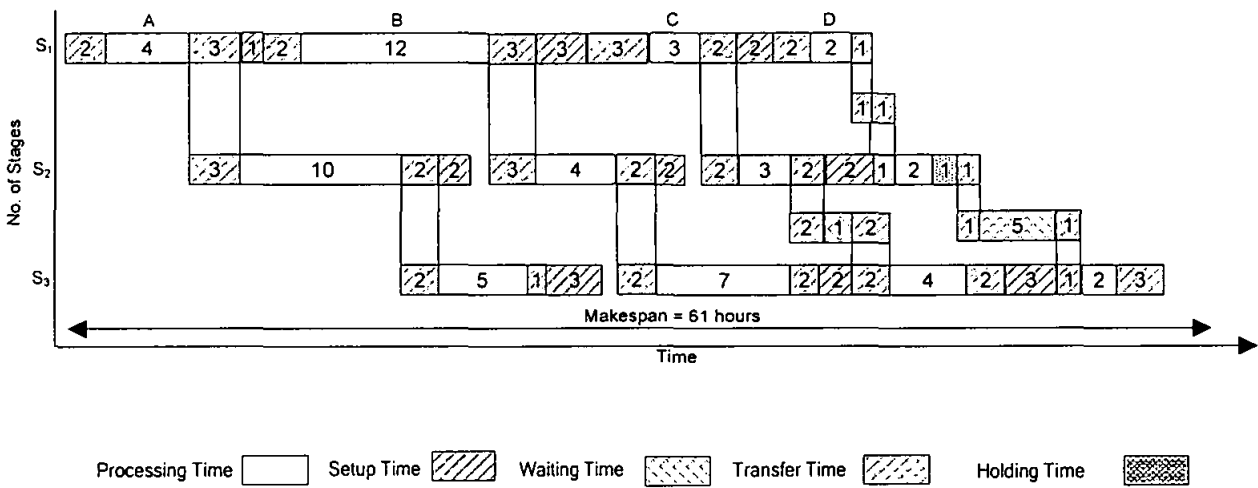 A B C D
S1 2 4 3 1 2 12 3 3 3 3 2 2 2 2 1
1 1
No. of Stages
S2 3 10 2 2 3 4 2 2 2 3 2 2 1 2 1 1
2 1 2 1 5 1
S3 2 5 1 3 2 7 2 2 2 4 2 3 1 2 3
Makespan = 61 hours
Time
Processing Time Setup Time Waiting Time Transfer Time Holding Time